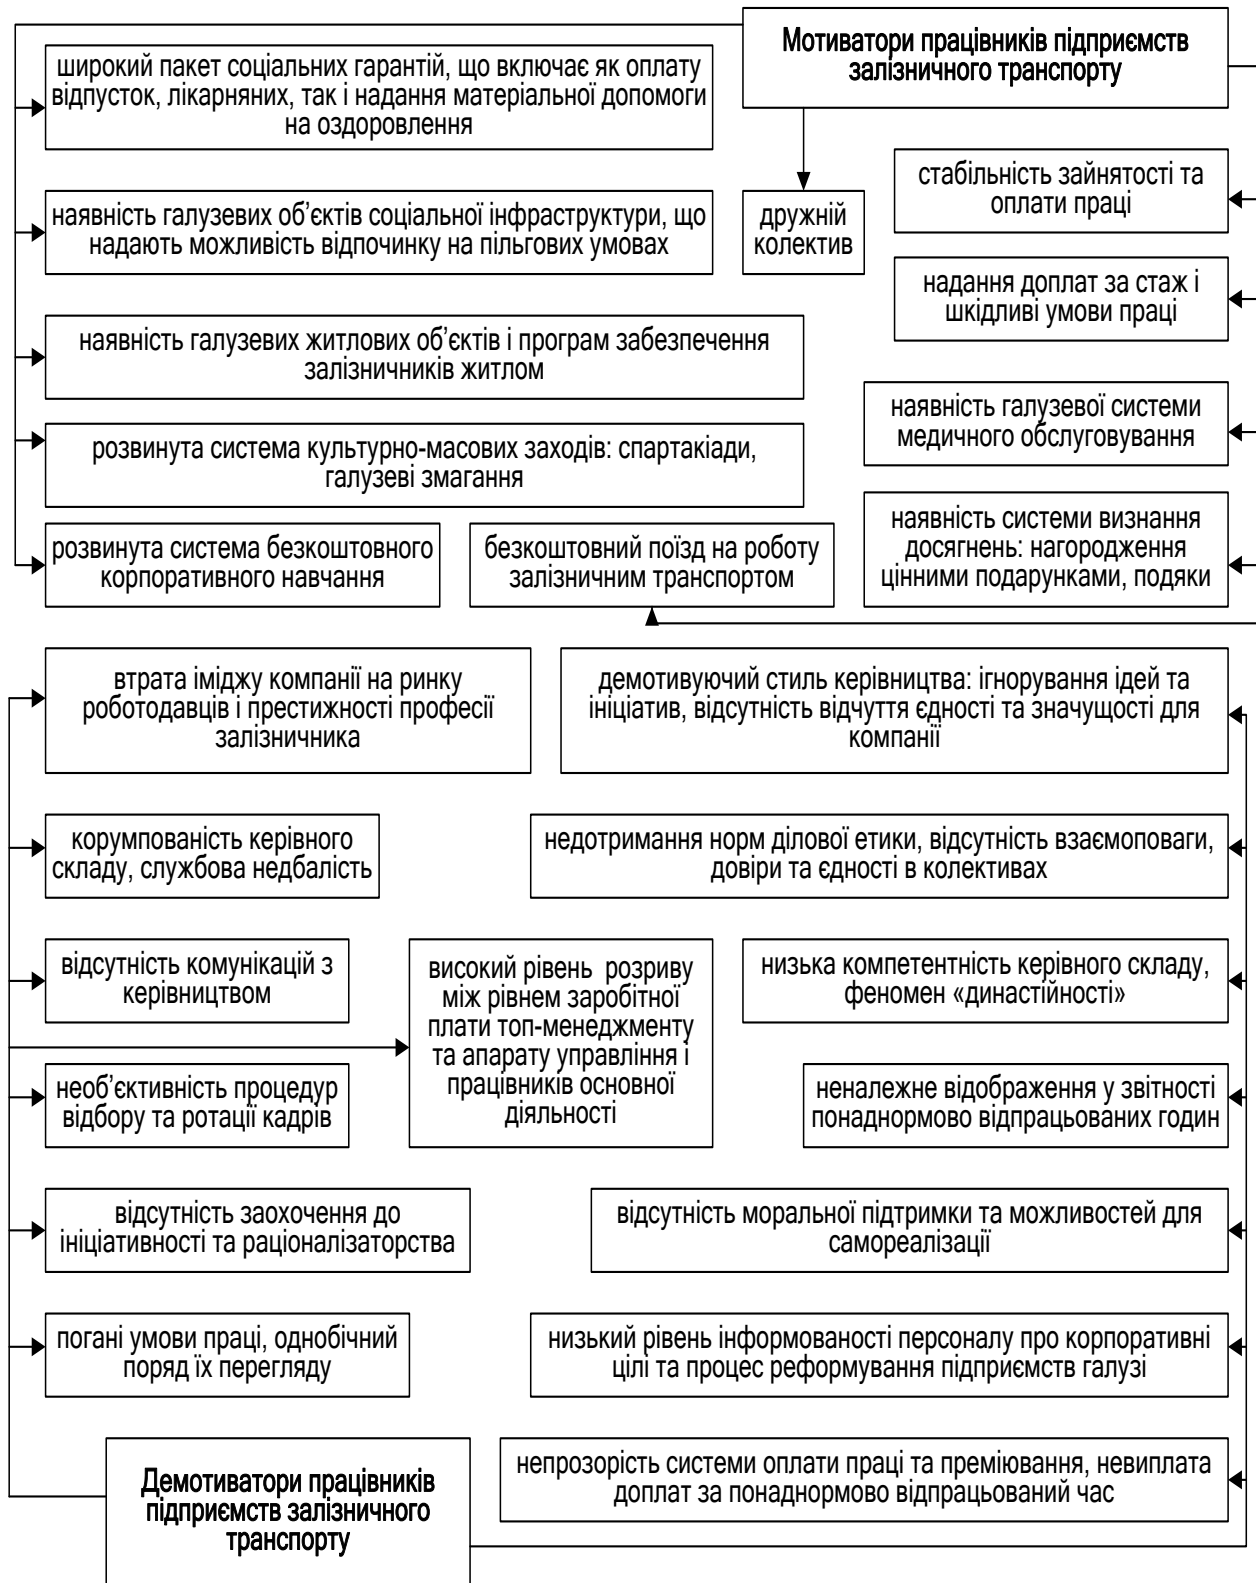 Мотиватори працівників підприємств
залізничного транспорту
широкий пакет соціальних гарантій, що включає як оплату
відпусток, лікарняних, так і надання матеріальної допомоги
на оздоровлення
стабільність зайнятості та
оплати праці
наявність галузевих об’єктів соціальної інфраструктури, що
надають можливість відпочинку на пільгових умовах
дружній
колектив
надання доплат за стаж і
шкідливі умови праці
наявність галузевих житлових об’єктів і програм забезпечення
залізничників житлом
наявність галузевої системи
медичного обслуговування
розвинута система культурно-масових заходів: спартакіади,
галузеві змагання
розвинута система безкоштовного
корпоративного навчання
безкоштовний поїзд на роботу
залізничним транспортом
наявність системи визнання
досягнень: нагородження
цінними подарунками, подяки
втрата іміджу компанії на ринку
роботодавців і престижності професії
залізничника
демотивуючий стиль керівництва: ігнорування ідей та
ініціатив, відсутність відчуття єдності та значущості для
компанії
корумпованість керівного
складу, службова недбалість
недотримання норм ділової етики, відсутність взаємоповаги,
довіри та єдності в колективах
відсутність комунікацій з
керівництвом
високий рівень розриву
між рівнем заробітної
плати топ-менеджменту
та апарату управління і
працівників основної
діяльності
низька компетентність керівного складу,
феномен «династійності»
необ’єктивність процедур
відбору та ротації кадрів
неналежне відображення у звітності
понаднормово відпрацьованих годин
відсутність заохочення до
ініціативності та раціоналізаторства
відсутність моральної підтримки та можливостей для
самореалізації
погані умови праці, однобічний
поряд їх перегляду
низький рівень інформованості персоналу про корпоративні
цілі та процес реформування підприємств галузі
непрозорість системи оплати праці та преміювання, невиплата
доплат за понаднормово відпрацьований час
Демотиватори працівників
підприємств залізничного
транспорту